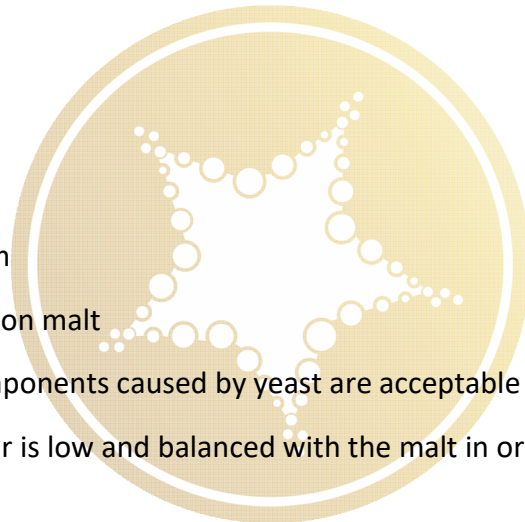 on malt
ponents caused by yeast are acceptable
r is low and balanced with the malt in or